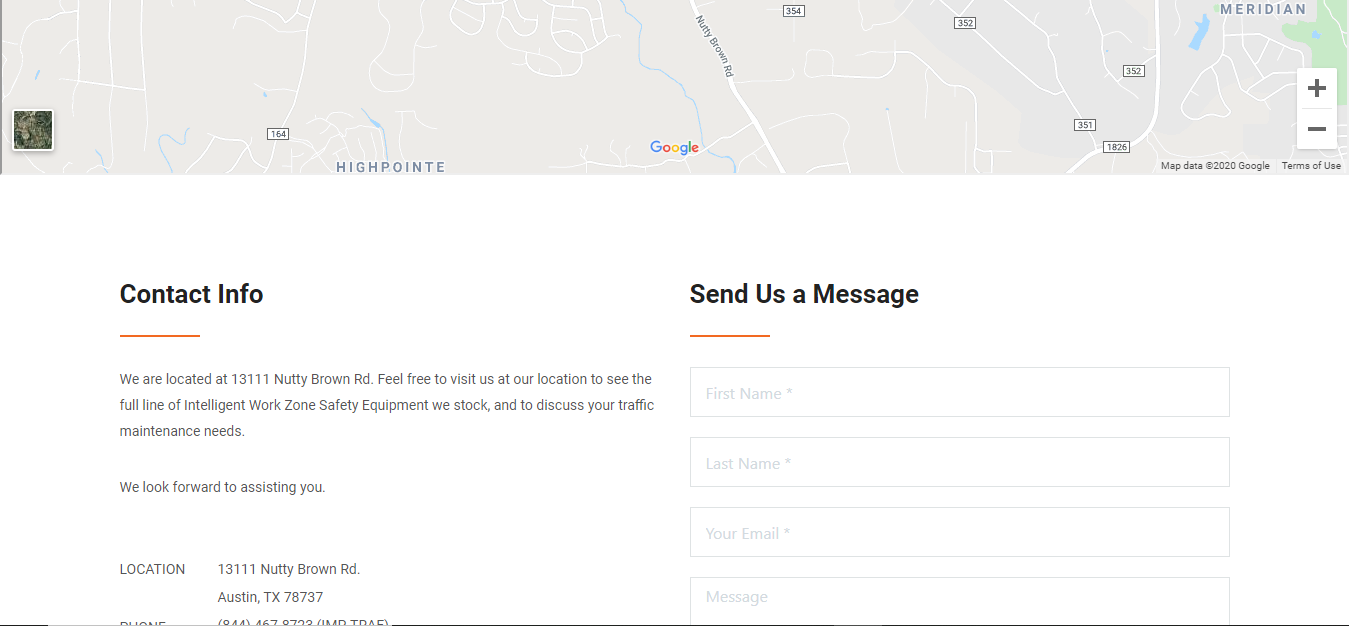 354
352
MERIDIAN
Nutty Brown Rd
352
164
351
1826
Google
HIGHPOINTE
Map data ©2020 Google
Terms of Use
Contact Info
We are located at 13111 Nutty Brown Rd. Feel free to visit us at our location to see the
full line of Intelligent Work Zone Safety Equipment we stock, and to discuss your traffic
maintenance needs.
We look forward to assisting you.
LOCATION 13111 Nutty Brown Rd.
Austin, TX 78737
PHONE (844) 467-8723 (IMP-TRAF)
Send Us a Message
First Name *
Last Name *
Your Email *
Message